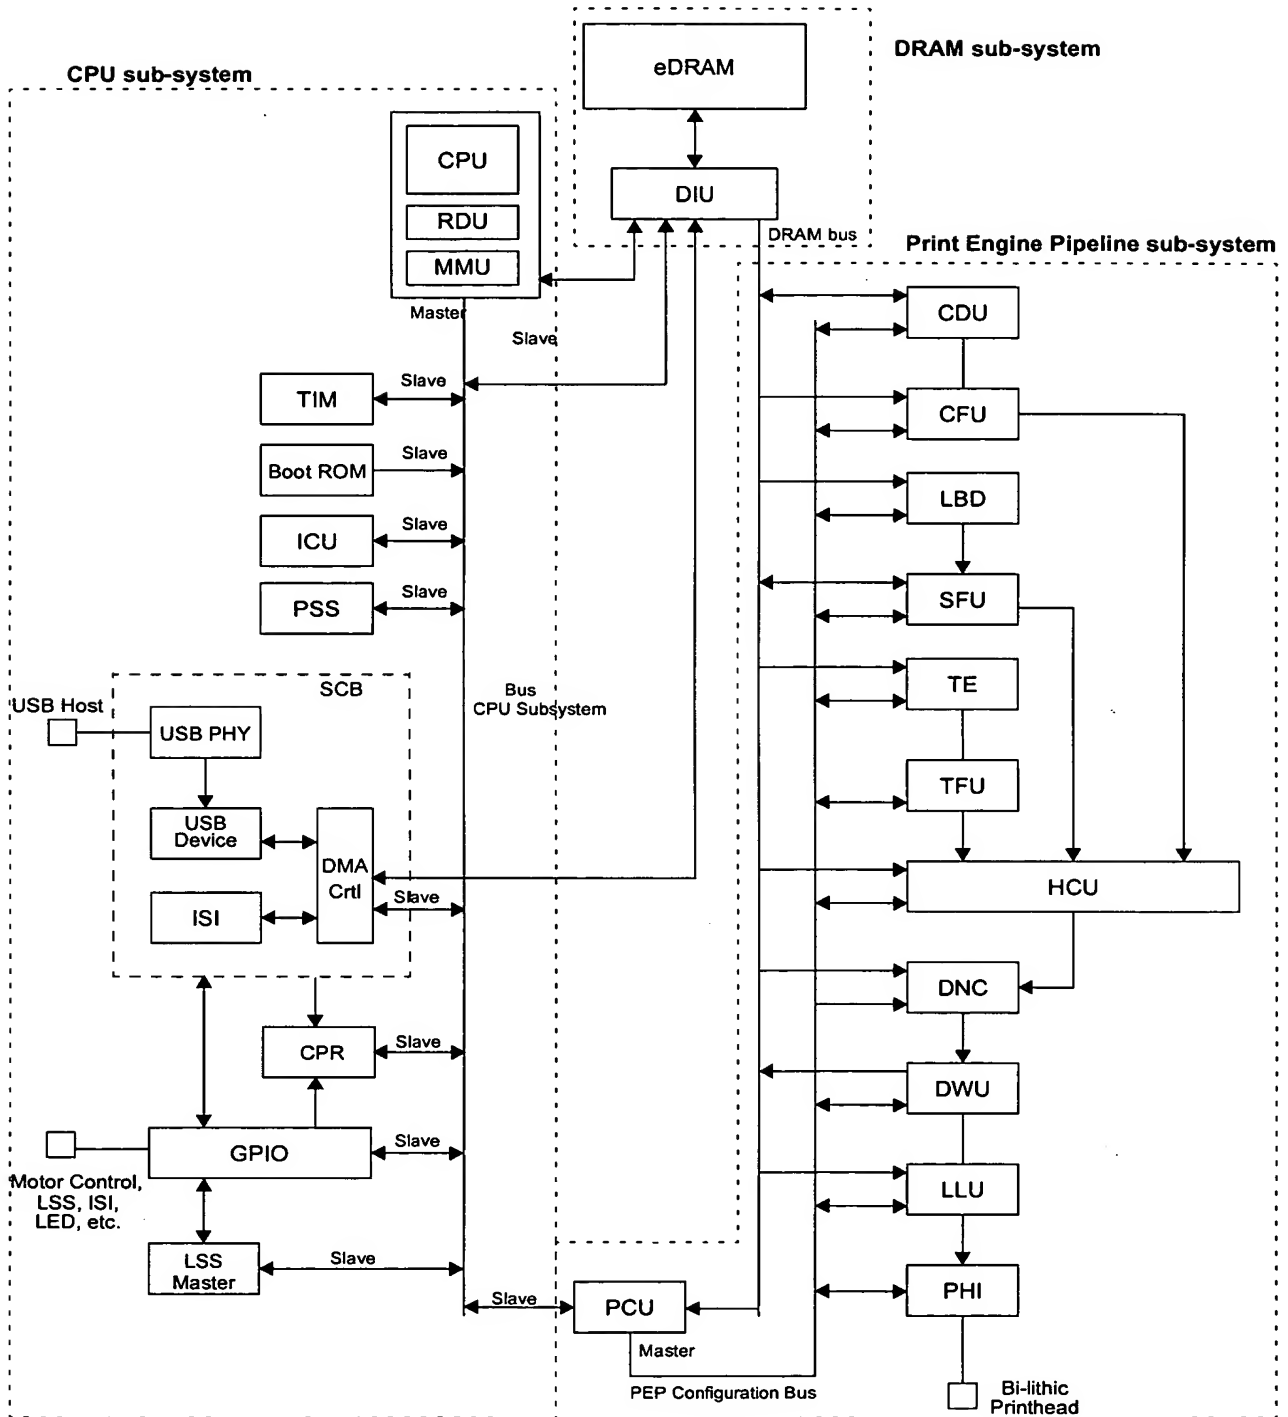 DRAM sub-system
CPU sub-system
eDRAM
CPU
RDU
MMU
Master
DIU
DRAM bus
Print Engine Pipeline sub-system
Slave
TIM
Slave
Boot ROM
Slave
ICU
Slave
PSS
Slave
SCB
USB Host
USB PHY
USB
Device
ISI
DMA
Crtl
Slave
Bus
CPU Subsystem
CPR
Slave
GPIO
Slave
Motor Control,
LSS, ISI,
LED, etc.
LSS
Master
Slave
Slave
PCU
Master
PEP Configuration Bus
CDU
CFU
LBD
SFU
TE
TFU
HCU
DNC
DWU
LLU
PHI
Bi-lithic
Printhead